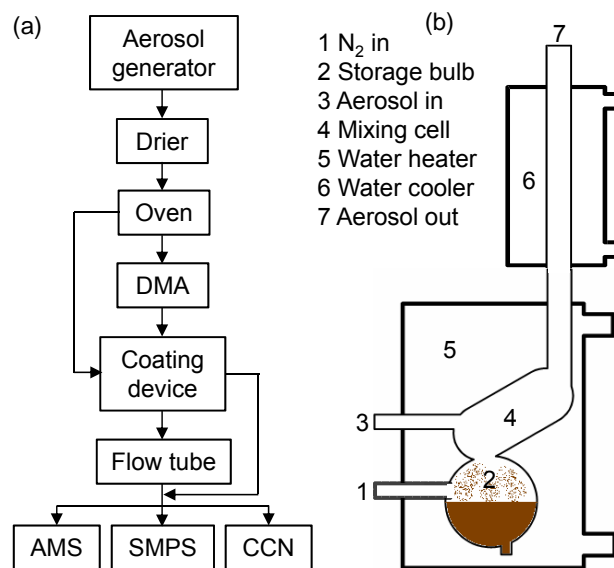 (a)
Aerosol
generator
Drier
Oven
DMA
Coating
device
Flow tube
AMS
SMPS
CCN
(b)
1 N₂ in
2 Storage bulb
3 Aerosol in
4 Mixing cell
5 Water heater
6 Water cooler
7 Aerosol out
7
6
5
4
3
2
1